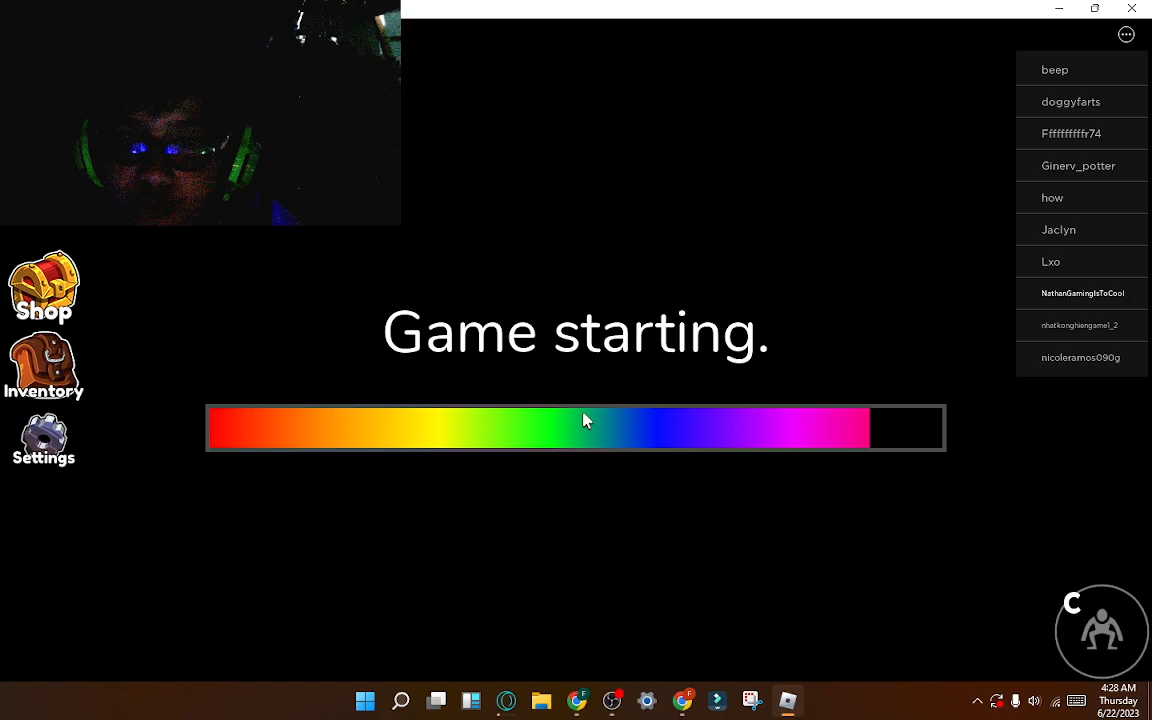 beep
doggyfarts
Fffffffffr74
Ginerv_potter
how
Jaclyn
Lxo
NathanGamingIsToCool
nhatkonghiengame1_2
nicoleramos090g
Shop
Inventory
Settings
Game starting.
C
F
F
4:28 AM
Thursday
6/22/2023